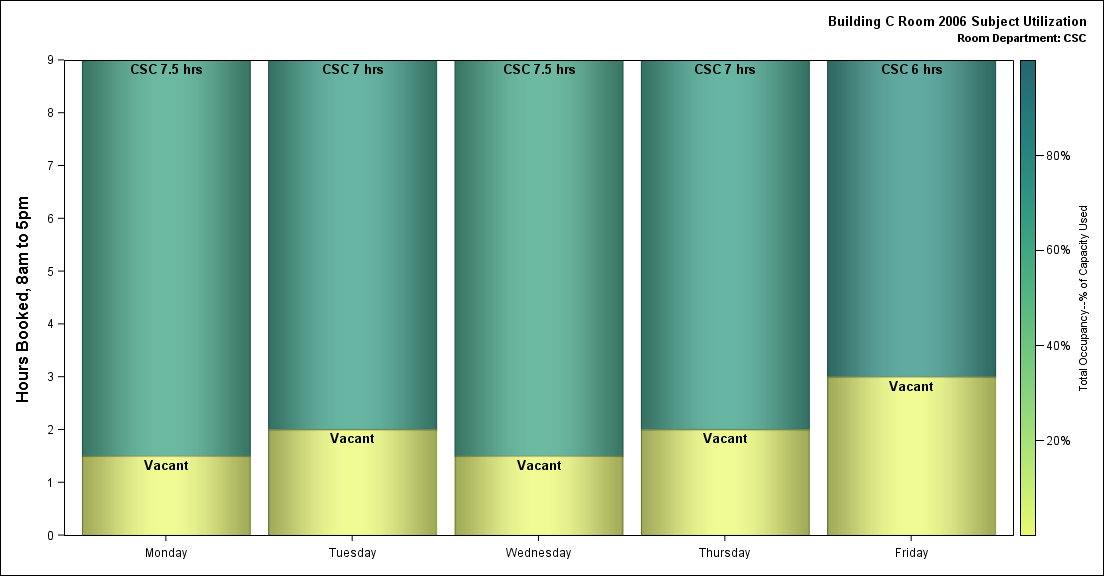 Building C Room 2006 Subject Utilization
Room Department: CSC
Hours Booked, 8am to 5pm
9
8
7
6
5
4
3
2
1
0
CSC 7.5 hrs
CSC 7 hrs
CSC 7.5 hrs
CSC 7 hrs
CSC 6 hrs
Vacant
Vacant
Vacant
Vacant
Vacant
Monday
Tuesday
Wednesday
Thursday
Friday
80%
60%
40%
20%
Total Occupancy--% of Capacity Used